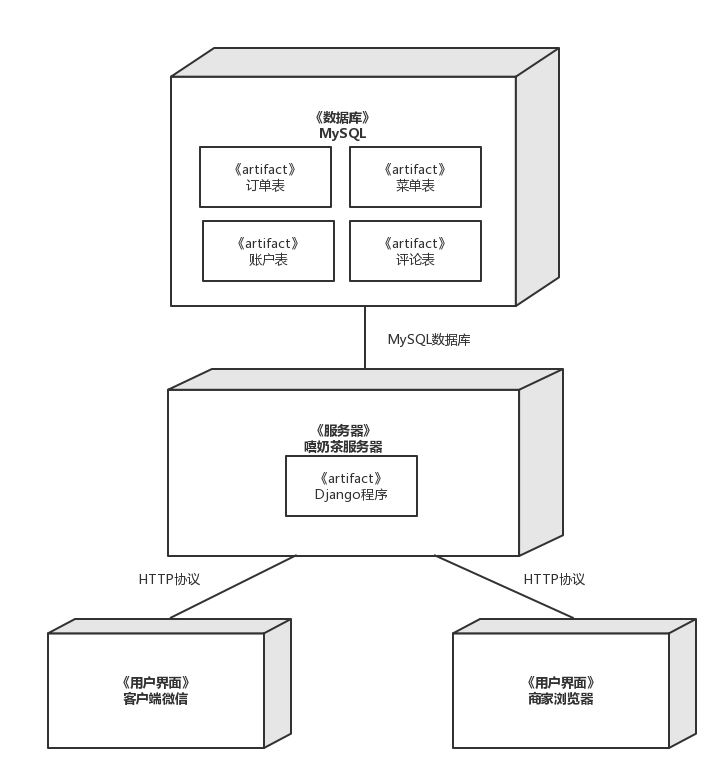 《数据库》
MySQL
《artifact》
订单表
《artifact》
菜单表
《artifact》
账户表
《artifact》
评论表
MySQL数据库
《服务器》
嘻奶茶服务器
《artifact》
Django程序
HTTP协议
HTTP协议
《用户界面》
客户端微信
《用户界面》
商家浏览器